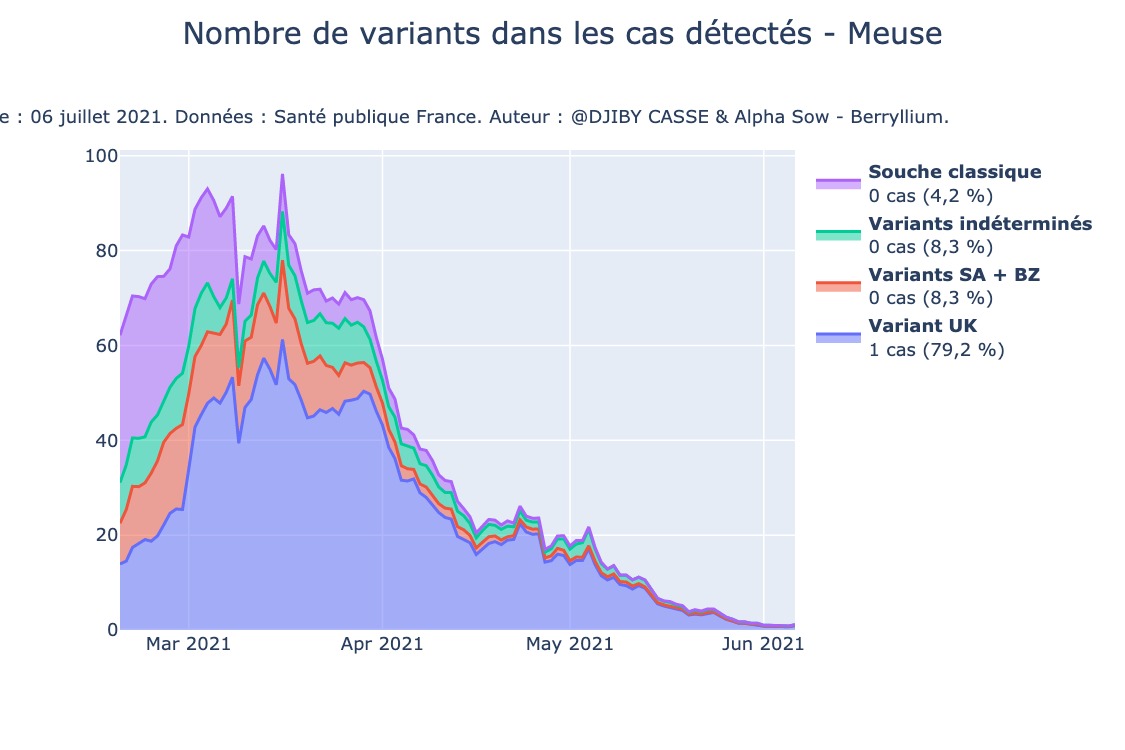 Nombre de variants dans les cas détectés - Meuse
e : 06 juillet 2021. Données : Santé publique France. Auteur : @DJIBY CASSE & Alpha Sow - Berryllium.
100
80
60
40
20
0
Mar 2021
Apr 2021
May 2021
Jun 2021
Souche classique
0 cas (4,2 %)
Variants indéterminés
0 cas (8,3 %)
Variants SA + BZ
0 cas (8,3 %)
Variant UK
1 cas (79,2 %)